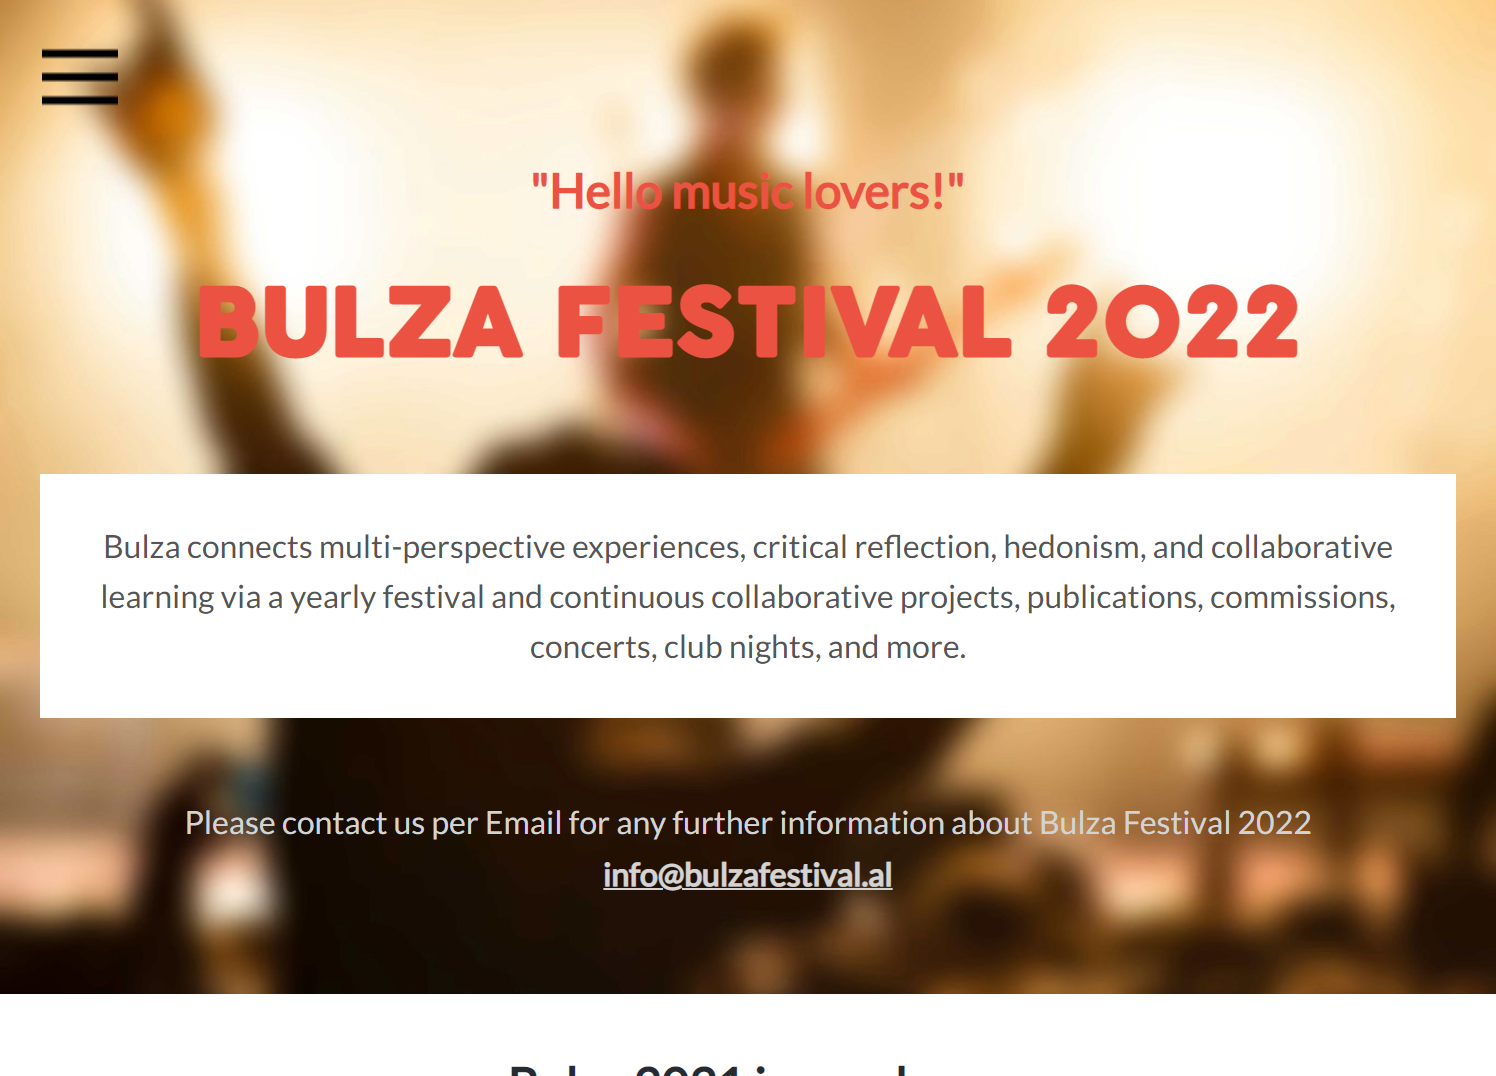 "Hello music lovers!"
BULZA FESTIVAL 2022
Bulza connects multi-perspective experiences, critical reflection, hedonism, and collaborative
learning via a yearly festival and continuous collaborative projects, publications, commissions,
concerts, club nights, and more.
Please contact us per Email for any further information about Bulza Festival 2022
info@bulzafestival.al